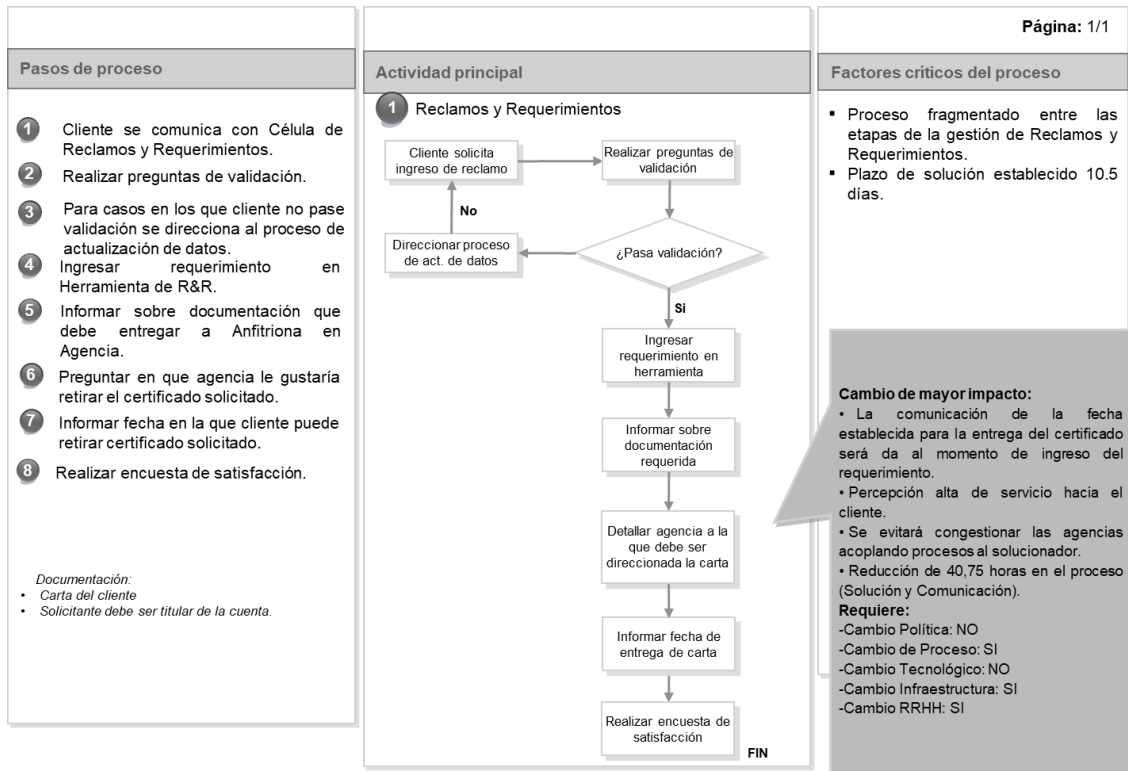 Página: 1/1
Pasos de proceso
1 Cliente se comunica con Célula de
Reclamos y Requerimientos.
2 Realizar preguntas de validación.
3 Para casos en los que cliente no pase
validación se direcciona al proceso de
actualización de datos.
4 Ingresar requerimiento en
Herramienta de R&R.
5 Informar sobre documentación que
debe entregar a Anfitriona en
Agencia.
6 Preguntar en que agencia le gustaría
retirar el certificado solicitado.
7 Informar fecha en la que cliente puede
retirar certificado solicitado.
8 Realizar encuesta de satisfacción.
Documentación:
• Carta del cliente
• Solicitante debe ser titular de la cuenta.
Actividad principal
1 Reclamos y Requerimientos
Cliente solicita
ingreso de reclamo
Realizar preguntas de
validación
No
Direccionar proceso
de act. de datos
¿Pasa validación?
Si
Ingresar
requerimiento en
herramienta
Informar sobre
documentación
requerida
Detallar agencia a la
que debe ser
direccionada la carta
Informar fecha de
entrega de carta
Realizar encuesta de
satisfacción
FIN
Factores críticos del proceso
▪ Proceso fragmentado entre las
etapas de la gestión de Reclamos y
Requerimientos.
▪ Plazo de solución establecido 10.5
días.
Cambio de mayor impacto:
• La comunicación de la fecha
establecida para la entrega del certificado
será da al momento de ingreso del
requerimiento.
• Percepción alta de servicio hacia el
cliente.
• Se evitará congestionar las agencias
acoplando procesos al solucionador.
• Reducción de 40,75 horas en el proceso
(Solución y Comunicación).
Requiere:
-Cambio Política: NO
-Cambio de Proceso: SI
-Cambio Tecnológico: NO
-Cambio Infraestructura: SI
-Cambio RRHH: SI